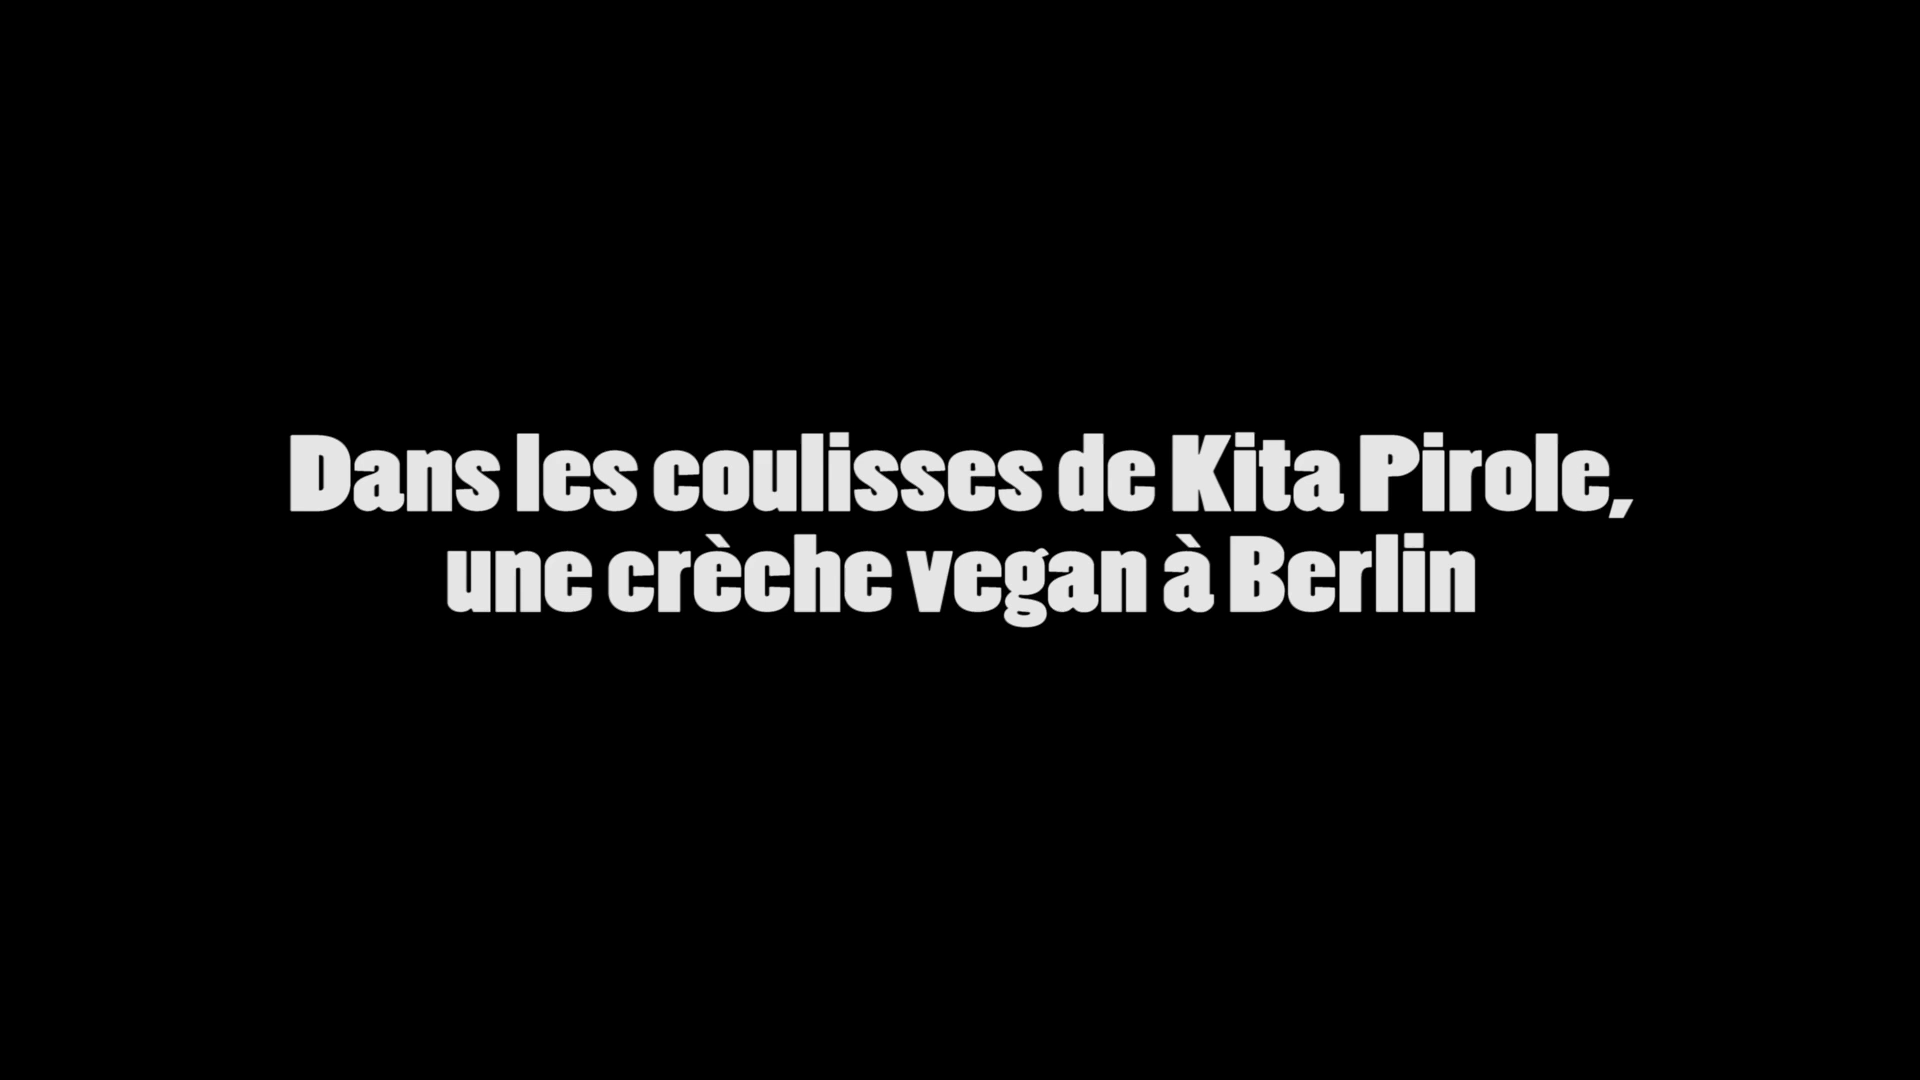 Dans les coulisses de Kita Pirole,
une crèche vegan à Berlin